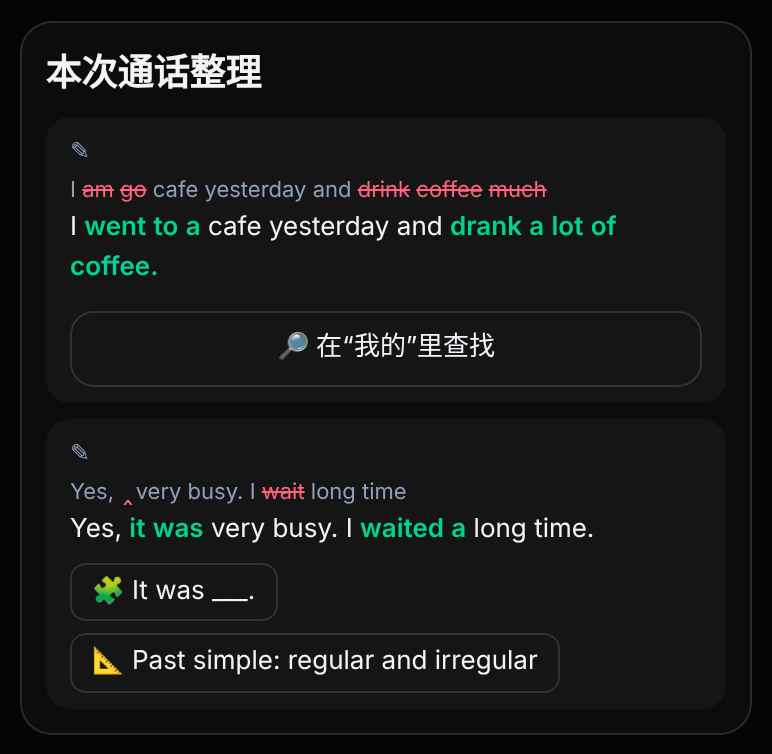 本次通话整理
✎
I am go cafe yesterday and drink coffee much
I went to a cafe yesterday and drank a lot of
coffee.
🔎 在“我的”里查找
✎
Yes, ‸very busy. I wait long time
Yes, it was very busy. I waited a long time.
🧩 It was ___.
📐 Past simple: regular and irregular